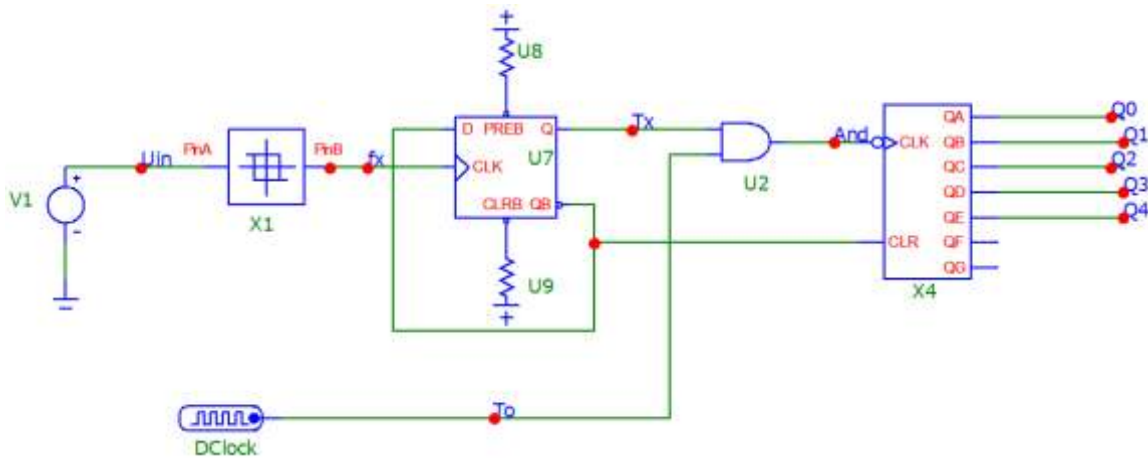 U8
D PREB Q
Tx
QA Q0
And CLK QB Q1
Uin PnA PnB fx CLK U7
QC Q2
U2
QD Q3
V1
CLRB QB
QE Q4
X1
CLR QF
QG
U9
X4
To
DClock
+
-